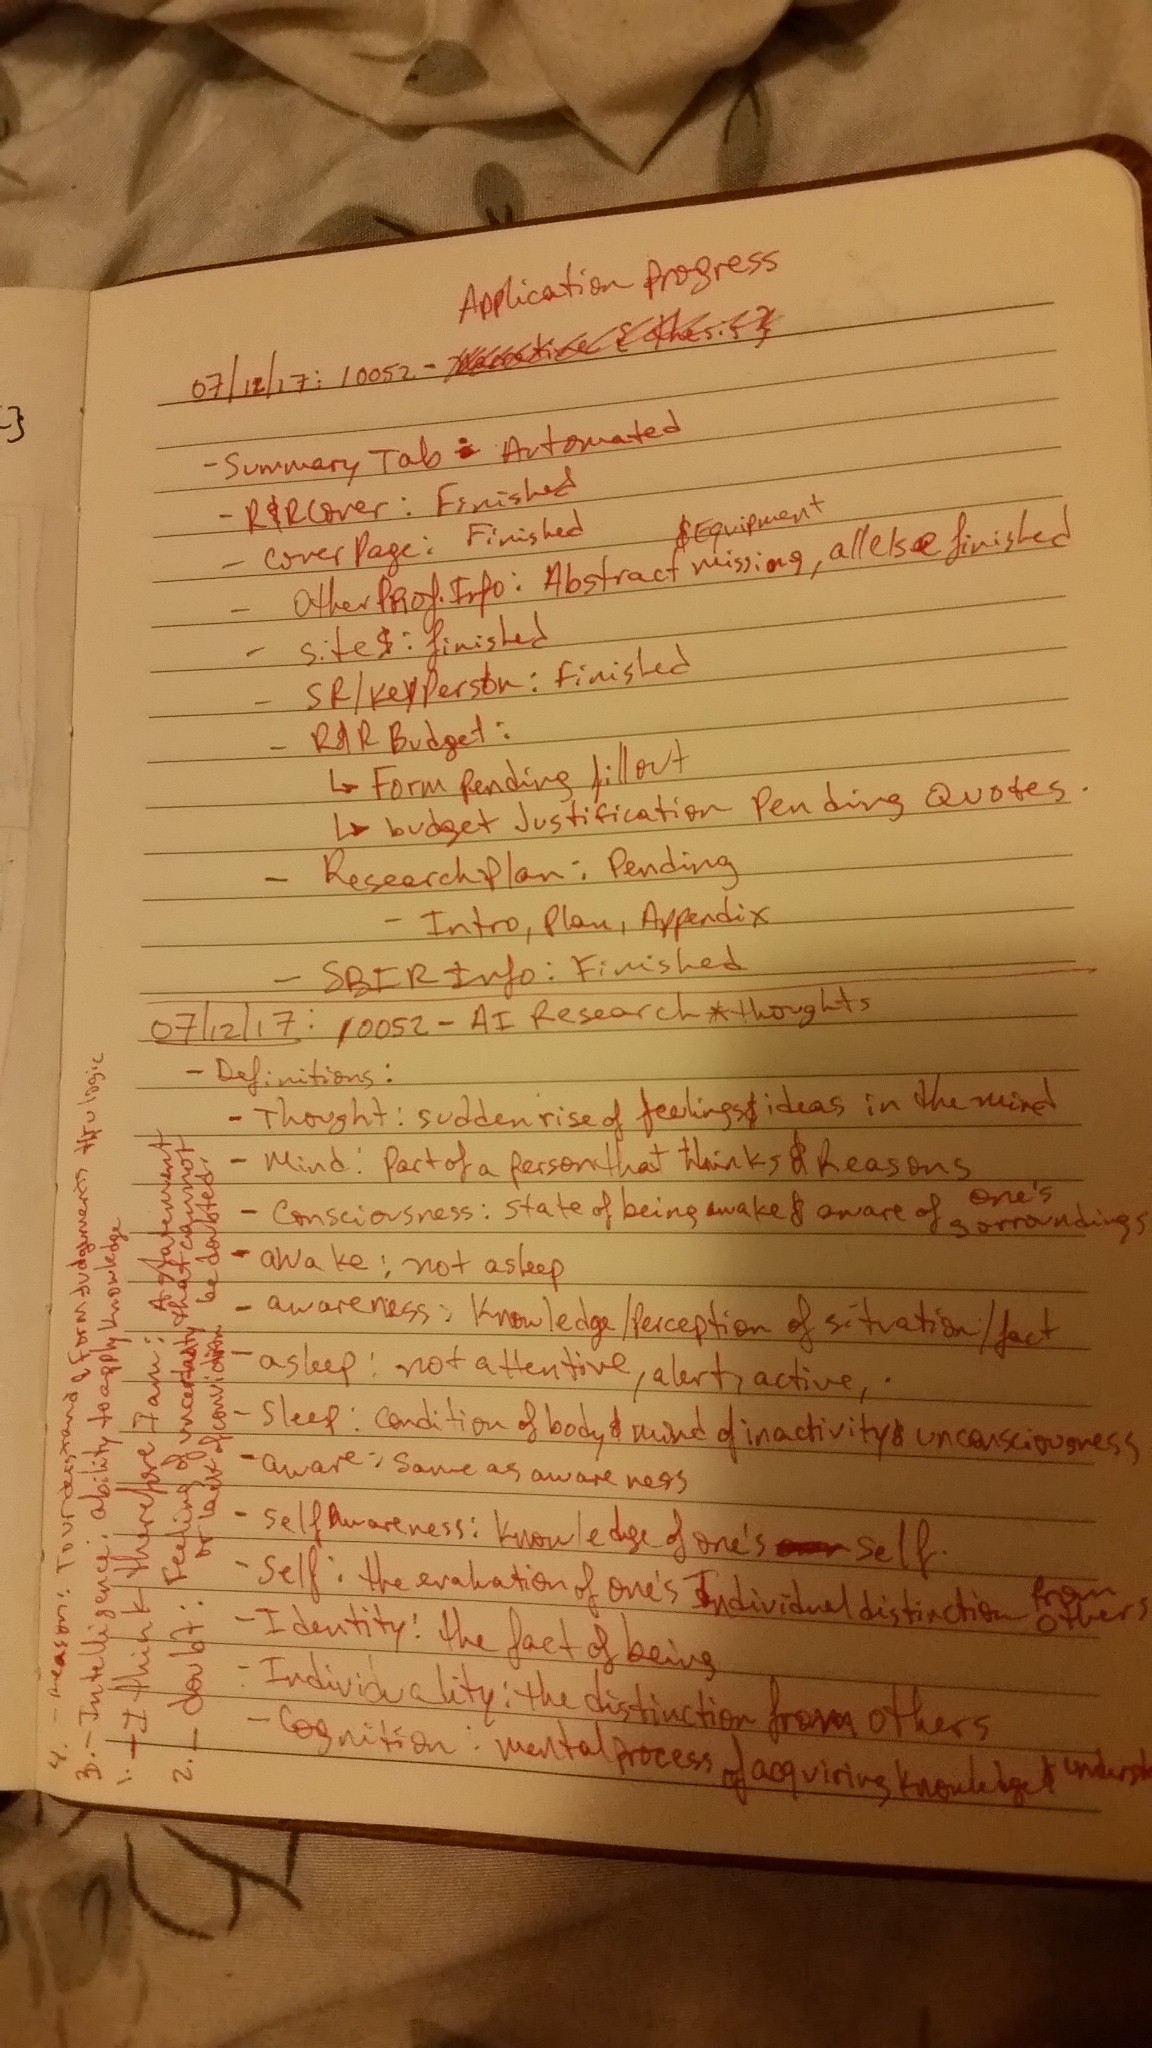 Application progress
07/12/17: 10052 -
- Summary Tab: Automated
- R&R Cover: Finished
- Cover Page: Finished
& Equipment
- Other Proj. Info: Abstract missing, all else finished
- Sites: finished
- SR/key Person: Finished
- R&R Budget:
↳ Form pending fill out
↳ budget Justification Pending Quotes.
- Research Plan: Pending
- Intro, Plan, Appendix
- SBIR Info: Finished
07/12/17: 10052 - AI Research * thoughts
- Definitions:
- Thought: sudden rise of feelings & ideas in the mind
- Mind: part of a person that thinks & Reasons
- Consciousness: state of being awake & aware of one's
sorroundings
- awake: not asleep
- awareness: Knowledge/Perception of situation/fact
- asleep: not attentive, alert, active,.
- Sleep: Condition of body & mind of inactivity & unconsciousness
- aware: same as awareness
- self Awareness: Knowledge of one's self.
- Self: the evaluation of one's Individual distinction from
others
- Identity: the fact of being
- Individuality: the distinction from others
- Cognition: mental process of acquiring knowledge &
4. - reason: To understand & Form Judgements thru logic
3. - Intelligence: ability to apply knowledge
1. - I think therefore I am: A statement
that cannot
be doubted.
2. - doubt: Feeling of uncertainty
or lack of conviction